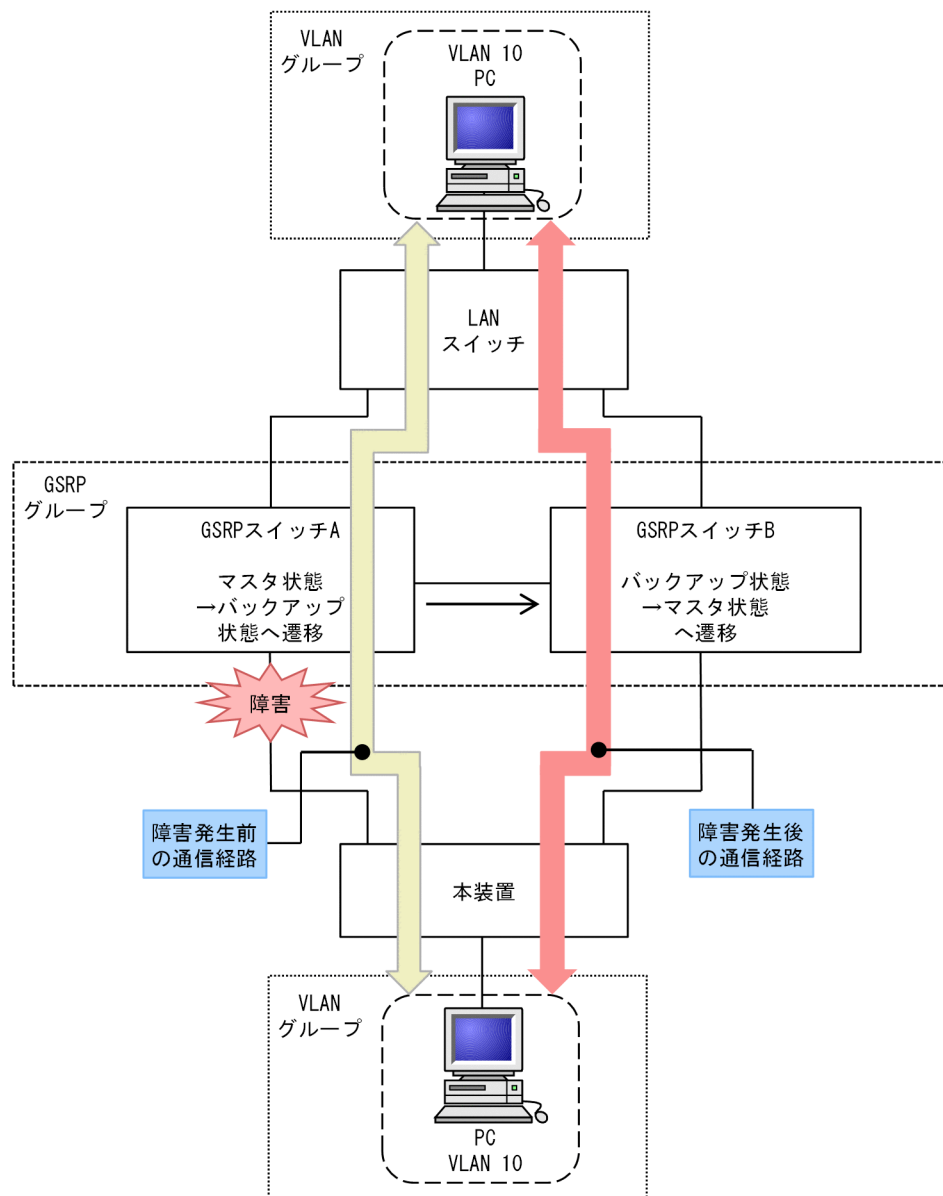 VLAN
グループ
VLAN 10
PC
LAN
スイッチ
GSRP
グループ
GSRPスイッチA
マスタ状態
→バックアップ
状態へ遷移
GSRPスイッチB
バックアップ状態
→マスタ状態
へ遷移
障害
障害発生前
の通信経路
障害発生後
の通信経路
本装置
VLAN
グループ
PC
VLAN 10